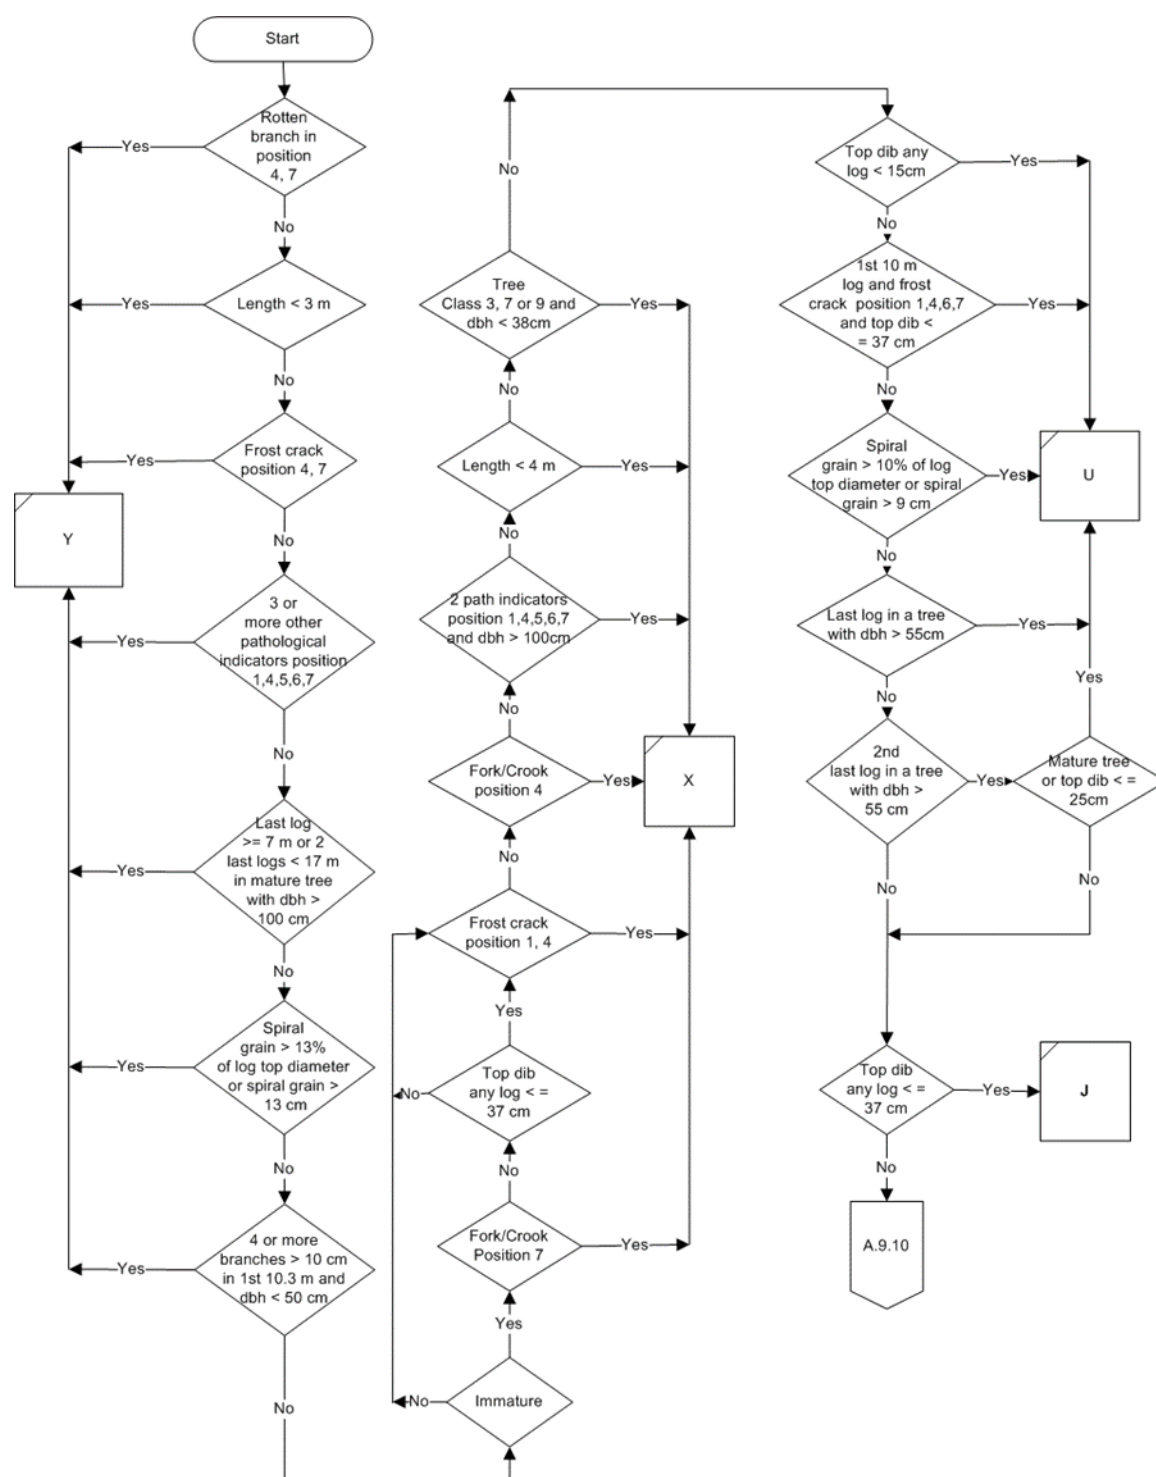 Start
Rotten
branch in
position
4, 7
Yes
No
Length < 3 m
Yes
No
Frost crack
position 4, 7
Yes
No
Y
3 or
more other
pathological
indicators position
1,4,5,6,7
Yes
No
Last log
>= 7 m or 2
last logs < 17 m
in mature tree
with dbh >
100 cm
Yes
No
Spiral
grain > 13%
of log top diameter
or spiral grain >
13 cm
Yes
No
4 or more
branches > 10 cm
in 1st 10.3 m and
dbh < 50 cm
Yes
No
No
Tree
Class 3, 7 or 9 and
dbh < 38cm
Yes
No
Length < 4 m
Yes
No
2 path indicators
position 1,4,5,6,7
and dbh > 100cm
Yes
No
Fork/Crook
position 4
Yes
X
No
Frost crack
position 1, 4
Yes
Yes
Top dib
any log < =
37 cm
No
No
Fork/Crook
Position 7
Yes
Yes
Immature
No
Top dib any
log < 15cm
Yes
No
1st 10 m
log and frost
crack position 1,4,6,7
and top dib <
= 37 cm
Yes
No
Spiral
grain > 10% of log
top diameter or spiral
grain > 9 cm
Yes
U
No
Last log in a tree
with dbh > 55cm
Yes
No
Yes
2nd
last log in a tree
with dbh >
55 cm
Yes
Mature tree
or top dib < =
25cm
No
No
Top dib
any log < =
37 cm
Yes
J
No
A.9.10